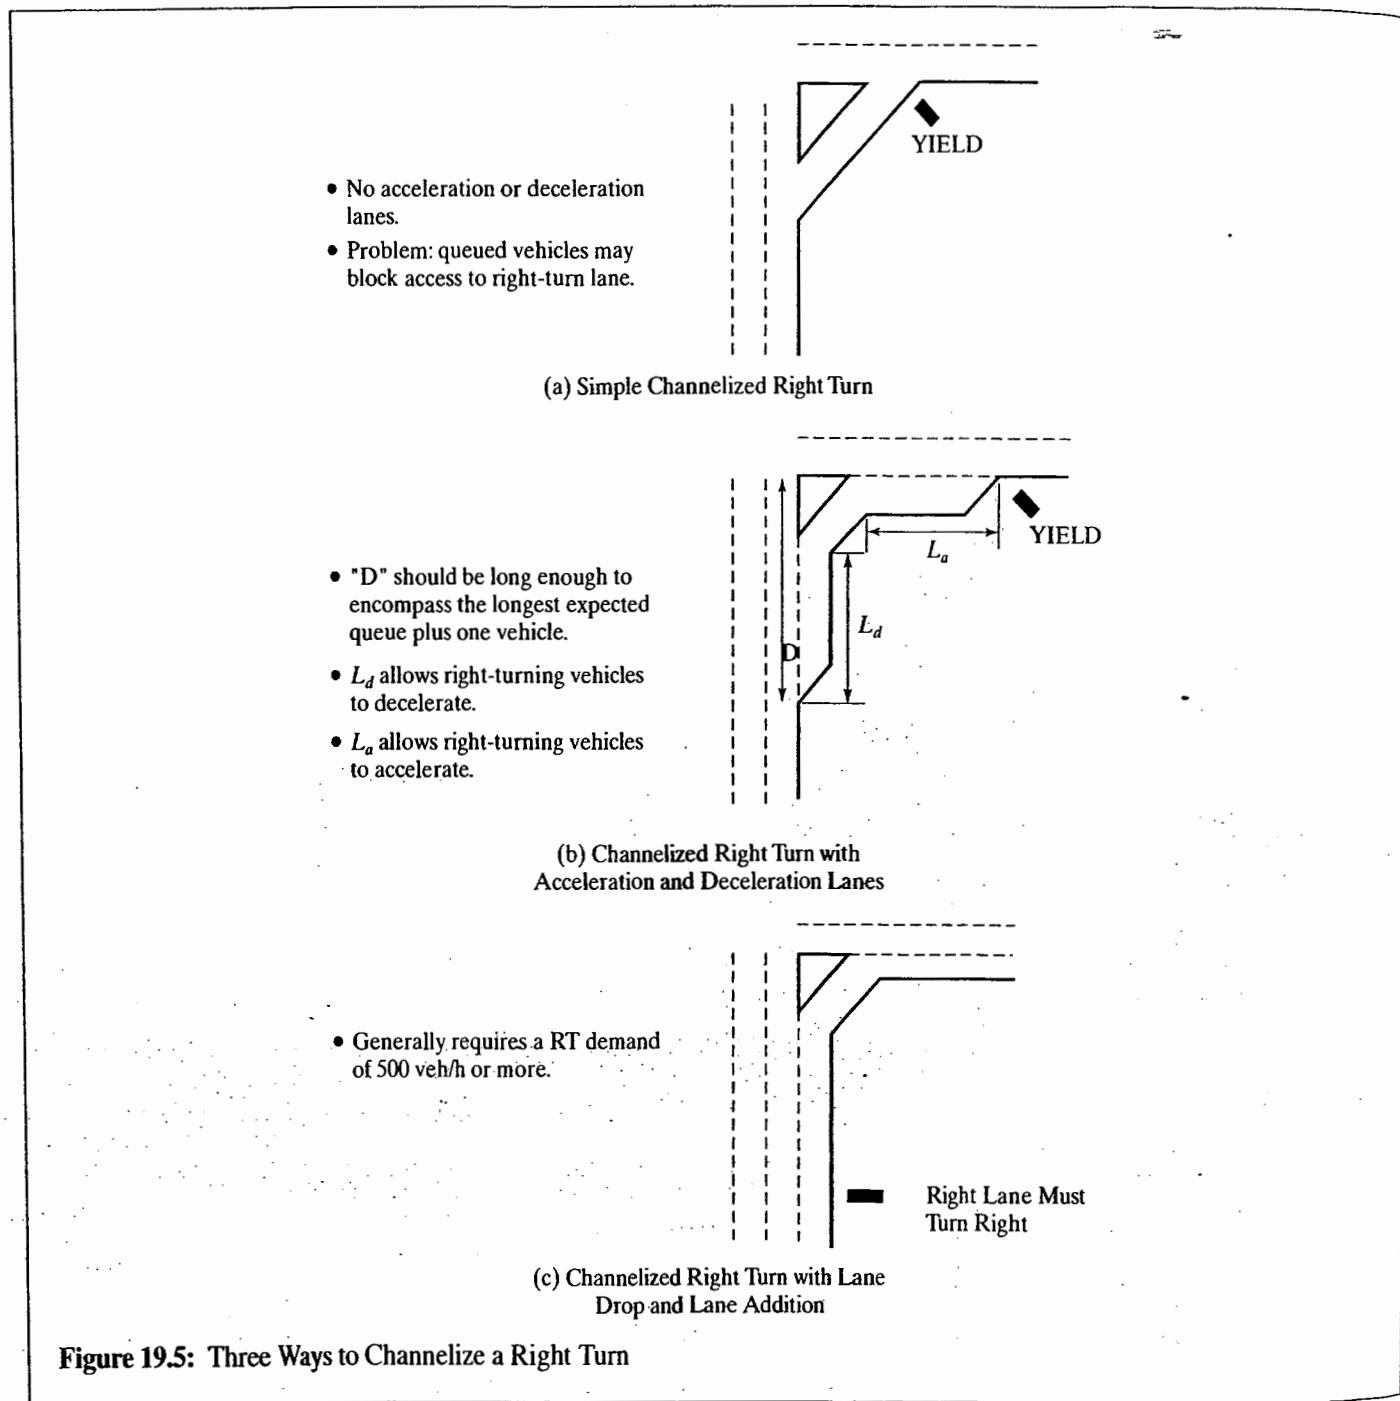 YIELD
• No acceleration or deceleration
lanes.
• Problem: queued vehicles may
block access to right-turn lane.
(a) Simple Channelized Right Turn
• "D" should be long enough to
encompass the longest expected
queue plus one vehicle.
• L_d allows right-turning vehicles
to decelerate.
• L_a allows right-turning vehicles
to accelerate.
D
L_d
L_a
YIELD
(b) Channelized Right Turn with
Acceleration and Deceleration Lanes
• Generally requires a RT demand
of 500 veh/h or more.
Right Lane Must
Turn Right
(c) Channelized Right Turn with Lane
Drop and Lane Addition
Figure 19.5: Three Ways to Channelize a Right Turn